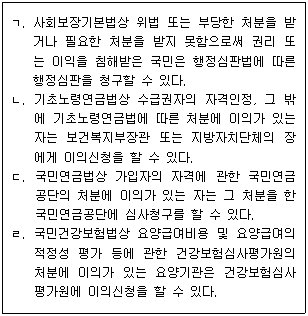 ㄱ. 사회보장기본법상 위법 또는 부당한 처분을 받
거나 필요한 처분을 받지 못함으로써 권리 또
는 이익을 침해받은 국민은 행정심판법에 따른
행정심판을 청구할 수 있다.
ㄴ. 기초노령연금법상 수급권자의 자격인정, 그 밖
에 기초노령연금법에 따른 처분에 이의가 있는
자는 보건복지부장관 또는 지방자치단체의 장
에게 이의신청을 할 수 있다.
ㄷ. 국민연금법상 가입자의 자격에 관한 국민연금
공단의 처분에 이의가 있는 자는 그 처분을 한
국민연금공단에 심사청구를 할 수 있다.
ㄹ. 국민건강보험법상 요양급여비용 및 요양급여의
적정성 평가 등에 관한 건강보험심사평가원의
처분에 이의가 있는 요양기관은 건강보험심사
평가원에 이의신청을 할 수 있다.